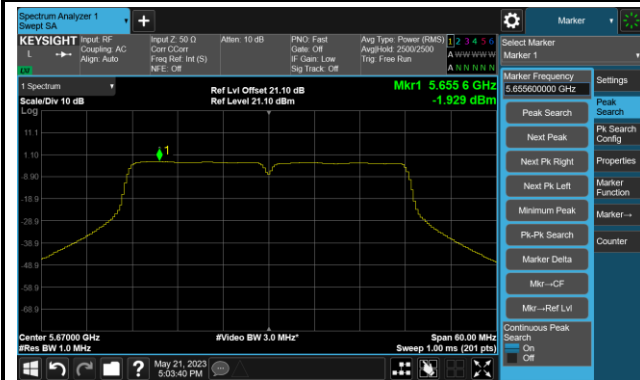 Spectrum Analyzer 1
Swept SA
+
Marker
KEYSIGHT
L
LW
Input: RF
Coupling: AC
Align: Auto
Input Z: 50 Ω
Corr CCorr
Freq Ref: Int (S)
NFE: Off
Atten: 10 dB
PNO: Fast
Gate: Off
IF Gain: Low
Sig Track: Off
Avg Type: Power (RMS)
Avg|Hold: 2500/2500
Trig: Free Run
1 2 3 4 5 6
A W W W W W
A N N N N N
Select Marker
Marker 1
1 Spectrum
Scale/Div 10 dB
Log
Ref Lvl Offset 21.10 dB
Ref Level 21.10 dBm
Mkr1 5.655 6 GHz
-1.929 dBm
11.1
1.10
-8.90
-18.9
-28.9
-38.9
-48.9
-58.9
-68.9
1
Center 5.67000 GHz
#Res BW 1.0 MHz
#Video BW 3.0 MHz*
Span 60.00 MHz
Sweep 1.00 ms (201 pts)
Marker Frequency
5.655600000 GHz
Peak Search
Next Peak
Next Pk Right
Next Pk Left
Minimum Peak
Pk-Pk Search
Marker Delta
Mkr→CF
Mkr→Ref Lvl
Continuous Peak
Search
On
Off
Settings
Peak
Search
Pk Search
Config
Properties
Marker
Function
Marker→
Counter
?
May 21, 2023
5:03:40 PM